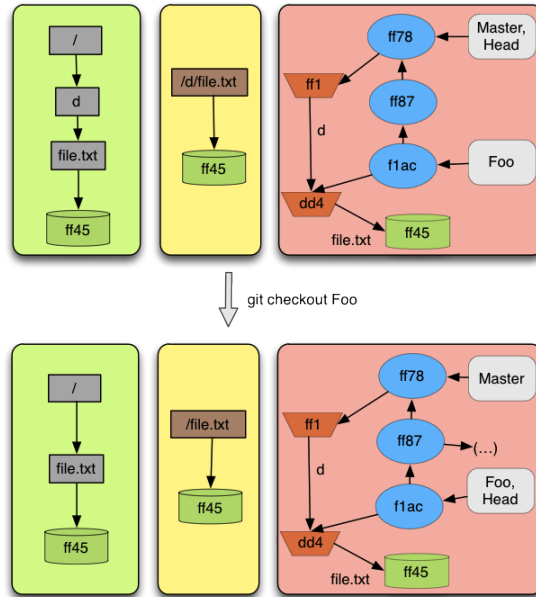 /
d
file.txt
ff45
/d/file.txt
ff45
ff78
Master,
Head
ff1
ff87
d
f1ac
Foo
dd4
file.txt
ff45
git checkout Foo
/
file.txt
ff45
/file.txt
ff45
ff78
Master
ff1
ff87
(...)
d
f1ac
Foo,
Head
dd4
file.txt
ff45